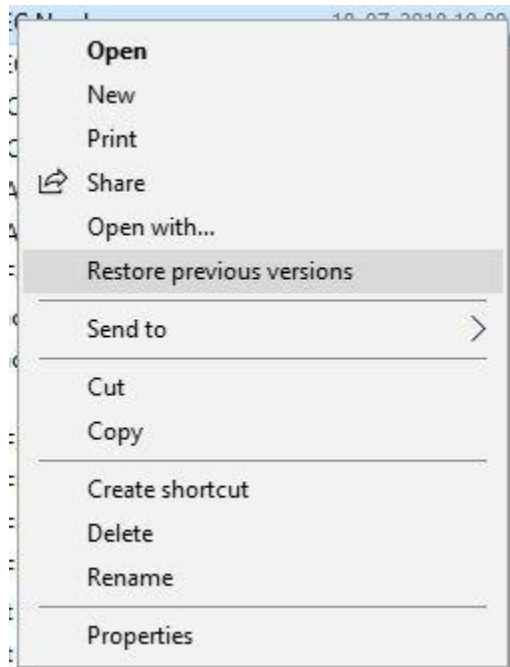 Open
New
Print
Share
Open with...
Restore previous versions
Send to
Cut
Copy
Create shortcut
Delete
Rename
Properties